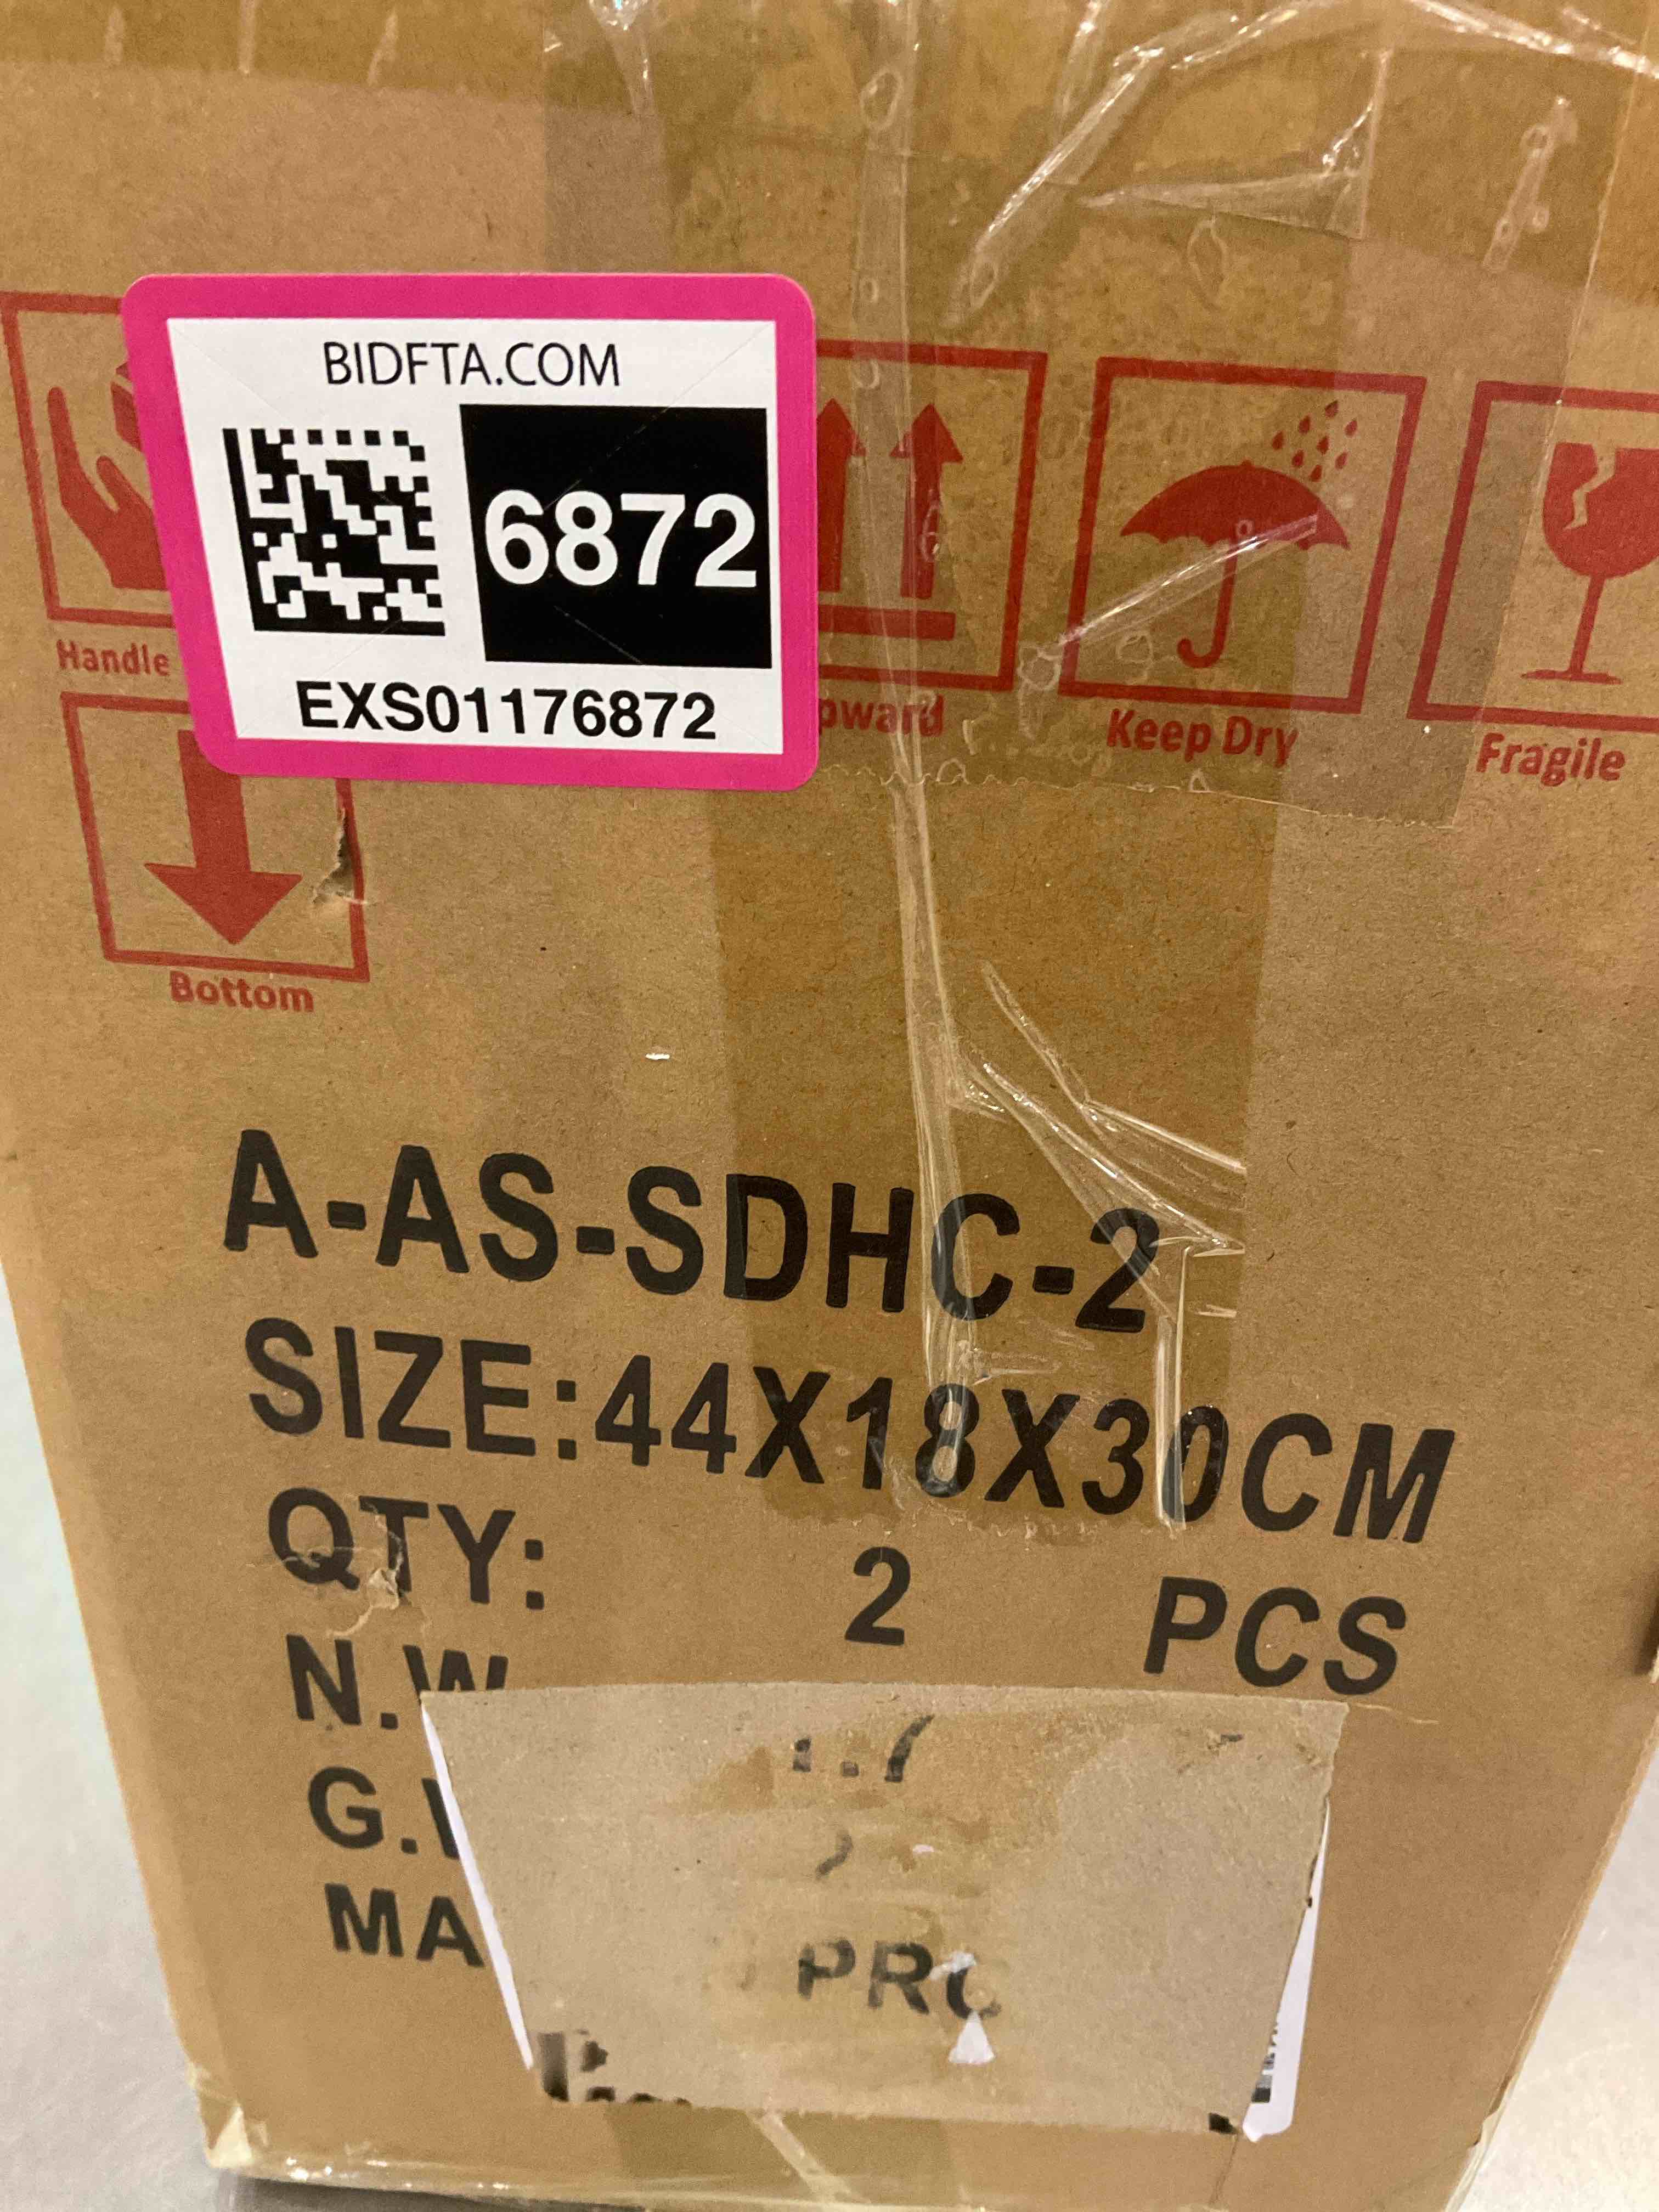 BIDFTA.COM
6872
EXS01176872
Handle
Keep Dry
Fragile
Bottom
A-AS-SDHC-2
SIZE:44X18X30CM
QTY: 2 PCS
N.W
G.
MA
PRC